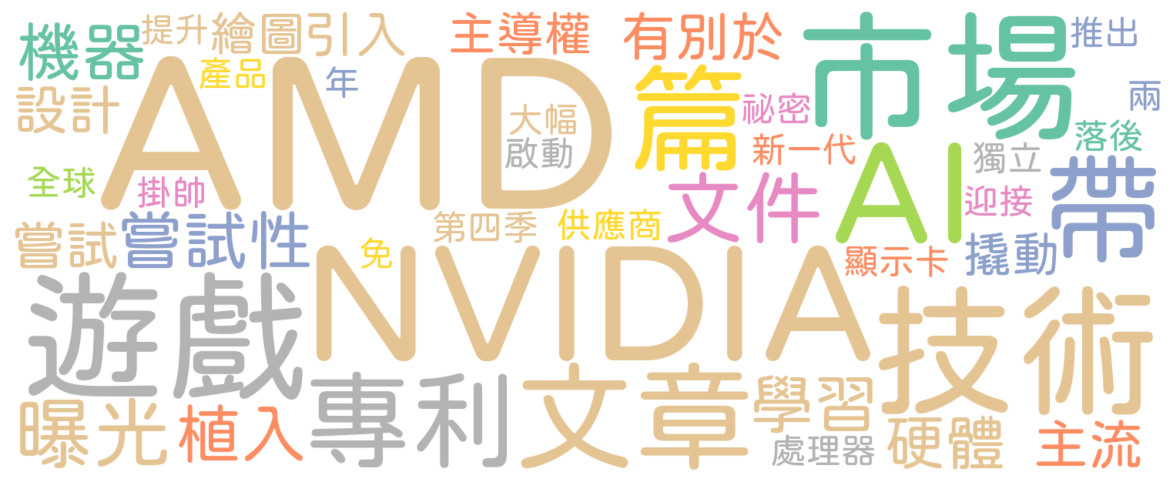 機器
提升
繪圖
引入
主導權
有別於
市場
推出
AMD
產品
年
設計
大幅
啟動
篇
祕密
新一代
兩
落後
獨立
全球
掛帥
文件
AI
迎接
帶
嘗試
嘗試性
第四季
供應商
免
顯示卡
撬動
NVIDIA
遊戲
技術
曝光
植入
專利
文章
學習
處理器
硬體
主流